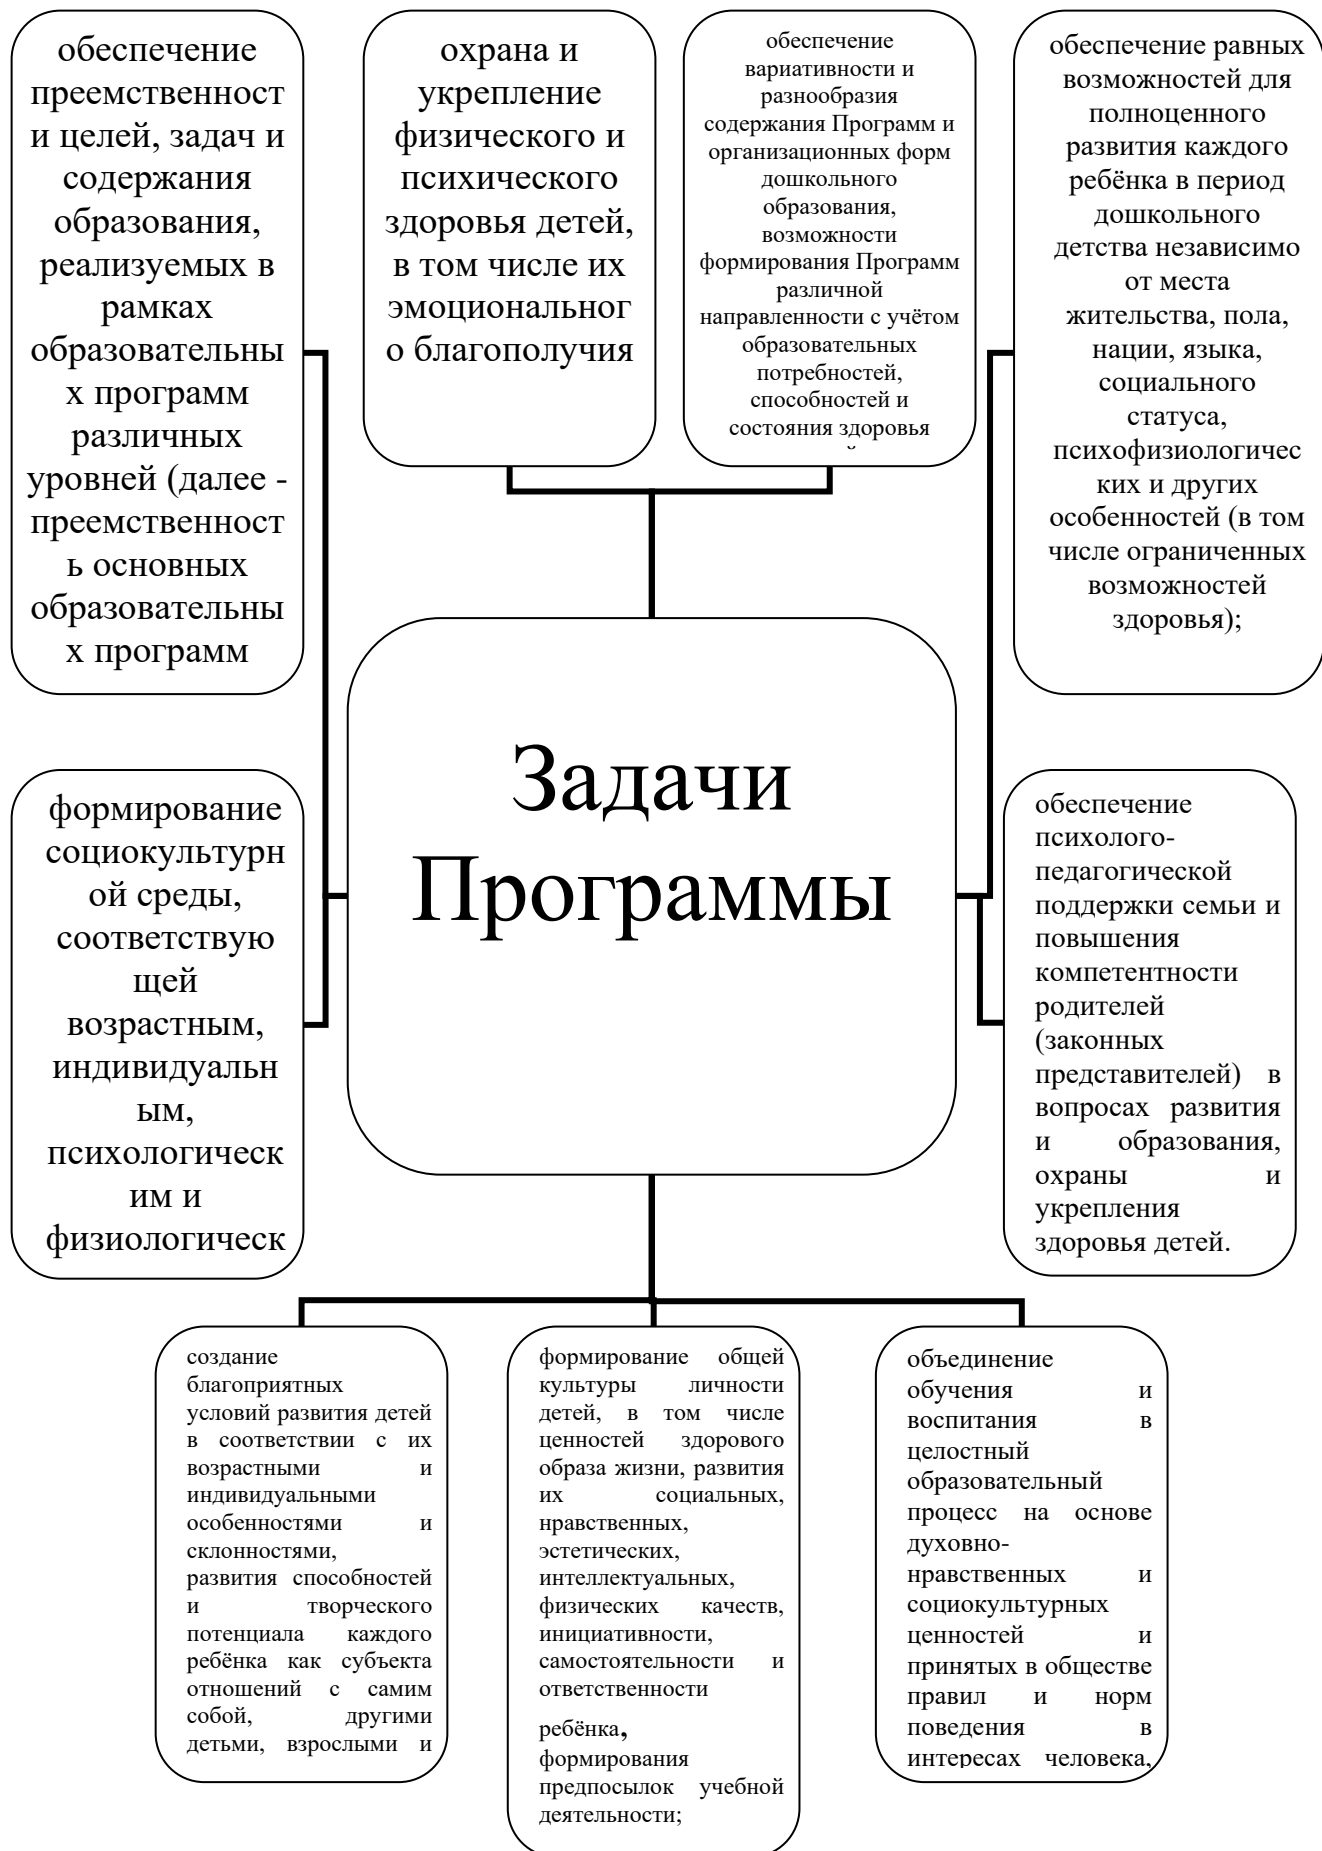 обеспечение
преемственност
и целей, задач и
содержания
образования,
реализуемых в
рамках
образовательны
х программ
различных
уровней (далее -
преемственност
ь основных
образовательны
х программ
охрана и
укрепление
физического и
психического
здоровья детей,
в том числе их
эмоциональног
о благополучия
обеспечение
вариативности и
разнообразия
содержания Программ и
организационных форм
дошкольного
образования,
возможности
формирования Программ
различной
направленности с учётом
образовательных
потребностей,
способностей и
состояния здоровья
обеспечение равных
возможностей для
полноценного
развития каждого
ребёнка в период
дошкольного
детства независимо
от места
жительства, пола,
нации, языка,
социального
статуса,
психофизиологичес
ких и других
особенностей (в том
числе ограниченных
возможностей
здоровья);
Задачи
Программы
формирование
социокультурн
ой среды,
соответствую
щей
возрастным,
индивидуальн
ым,
психологическ
им и
физиологическ
обеспечение
психолого-
педагогической
поддержки семьи и
повышения
компетентности
родителей
(законных
представителей) в
вопросах развития
и образования,
охраны и
укрепления
здоровья детей.
создание
благоприятных
условий развития детей
в соответствии с их
возрастными и
индивидуальными
особенностями и
склонностями,
развития способностей
и творческого
потенциала каждого
ребёнка как субъекта
отношений с самим
собой, другими
детьми, взрослыми и
формирование общей
культуры личности
детей, в том числе
ценностей здорового
образа жизни, развития
их социальных,
нравственных,
эстетических,
интеллектуальных,
физических качеств,
инициативности,
самостоятельности и
ответственности
ребёнка,
формирования
предпосылок учебной
деятельности;
объединение
обучения и
воспитания в
целостный
образовательный
процесс на основе
духовно-
нравственных и
социокультурных
ценностей и
принятых в обществе
правил и норм
поведения в
интересах человека,